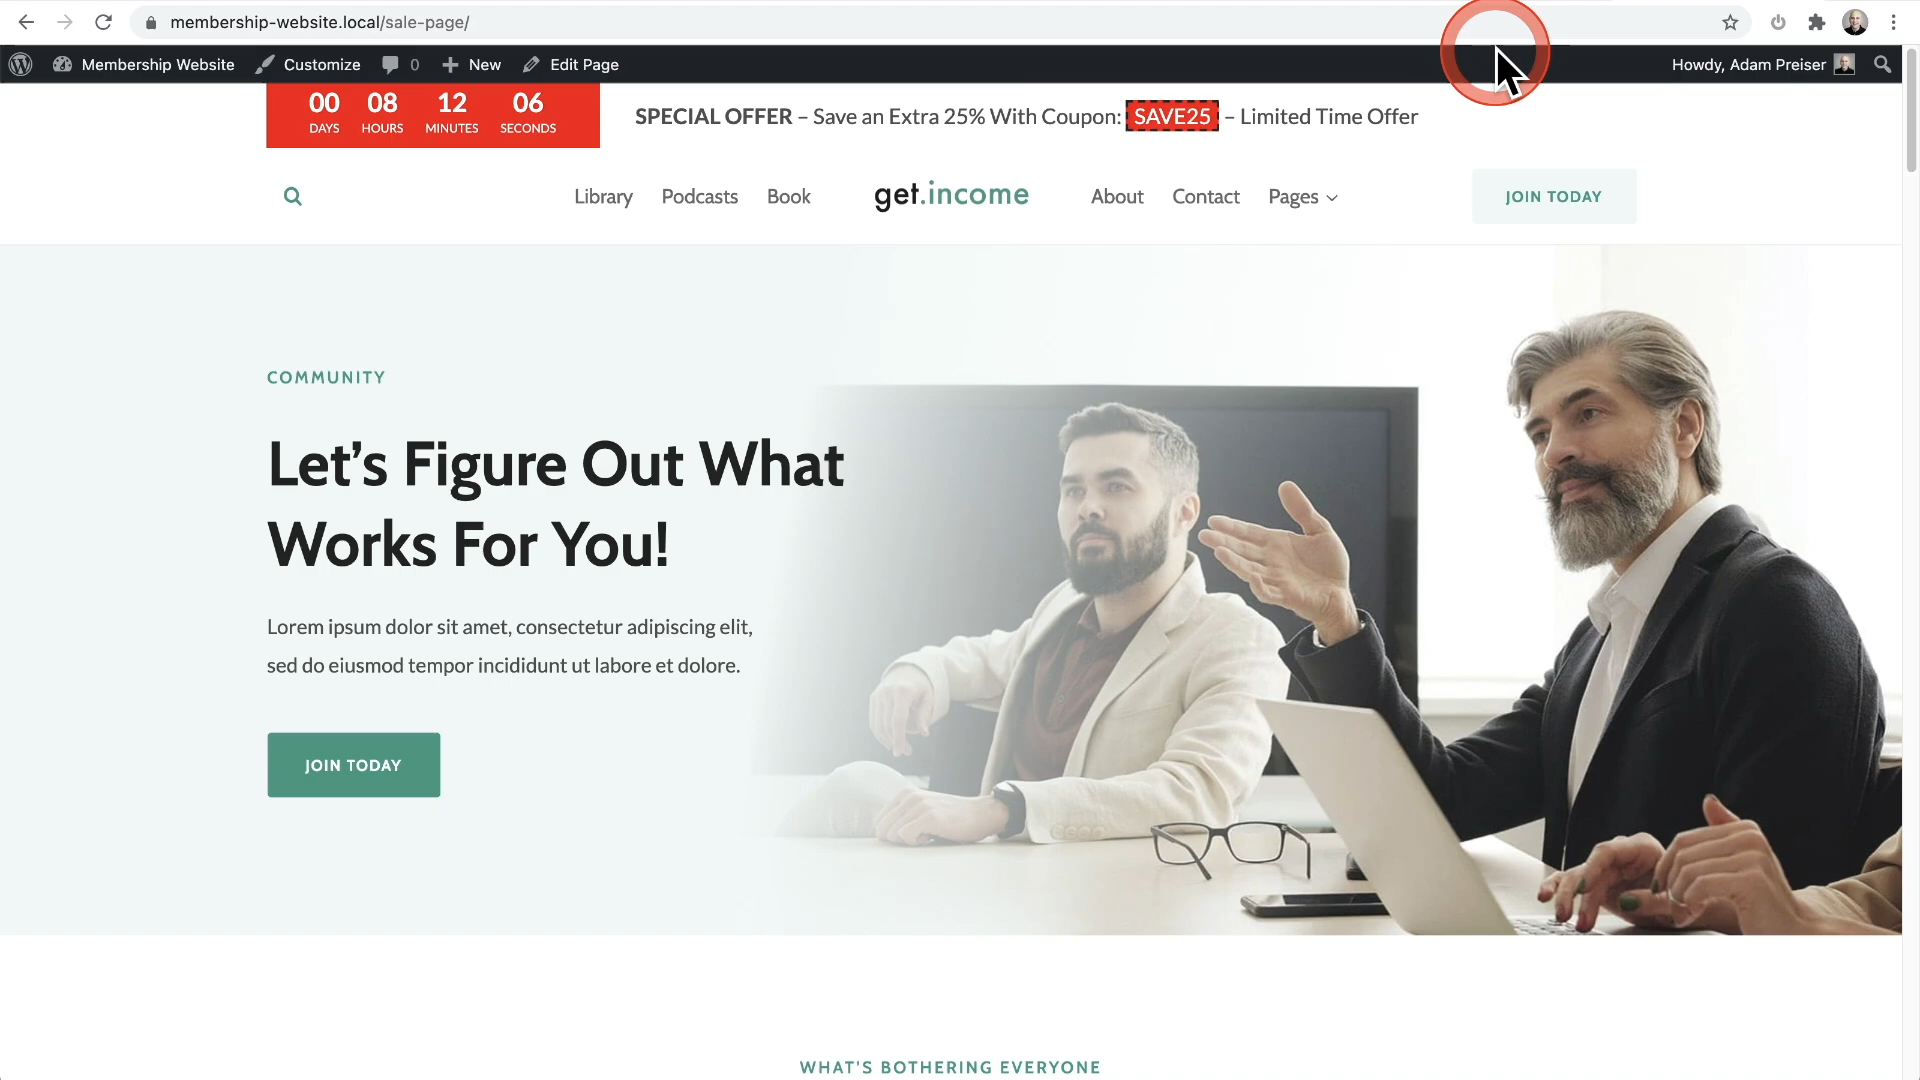 membership-website.local/sale-page/
Membership Website Customize 0 New Edit Page Howdy, Adam Preiser
00 08 12 06
DAYS HOURS MINUTES SECONDS
SPECIAL OFFER – Save an Extra 25% With Coupon: SAVE25 – Limited Time Offer
Library Podcasts Book get.income About Contact Pages JOIN TODAY
COMMUNITY
Let’s Figure Out What
Works For You!
Lorem ipsum dolor sit amet, consectetur adipiscing elit,
sed do eiusmod tempor incididunt ut labore et dolore.
JOIN TODAY
WHAT'S BOTHERING EVERYONE